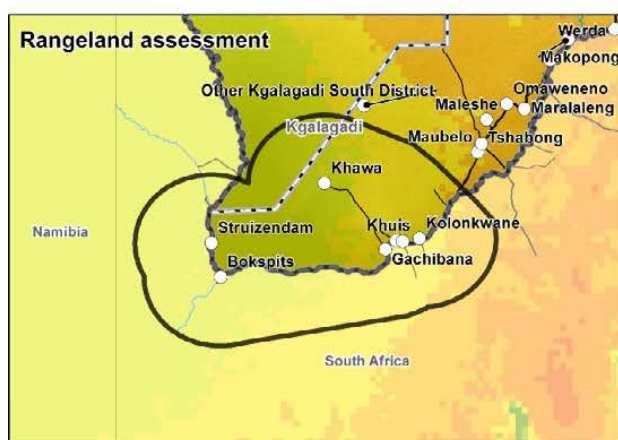 Rangeland assessment
Werda
Makopong
Other Kgalagadi South District
Omaweneno
Maleshe
Maralaleng
Kgalagadi
Maubelo
Tshabong
Khawa
Namibia
Struizendam
Khuis
Kolonkwane
Gachibana
Bokspits
South Africa